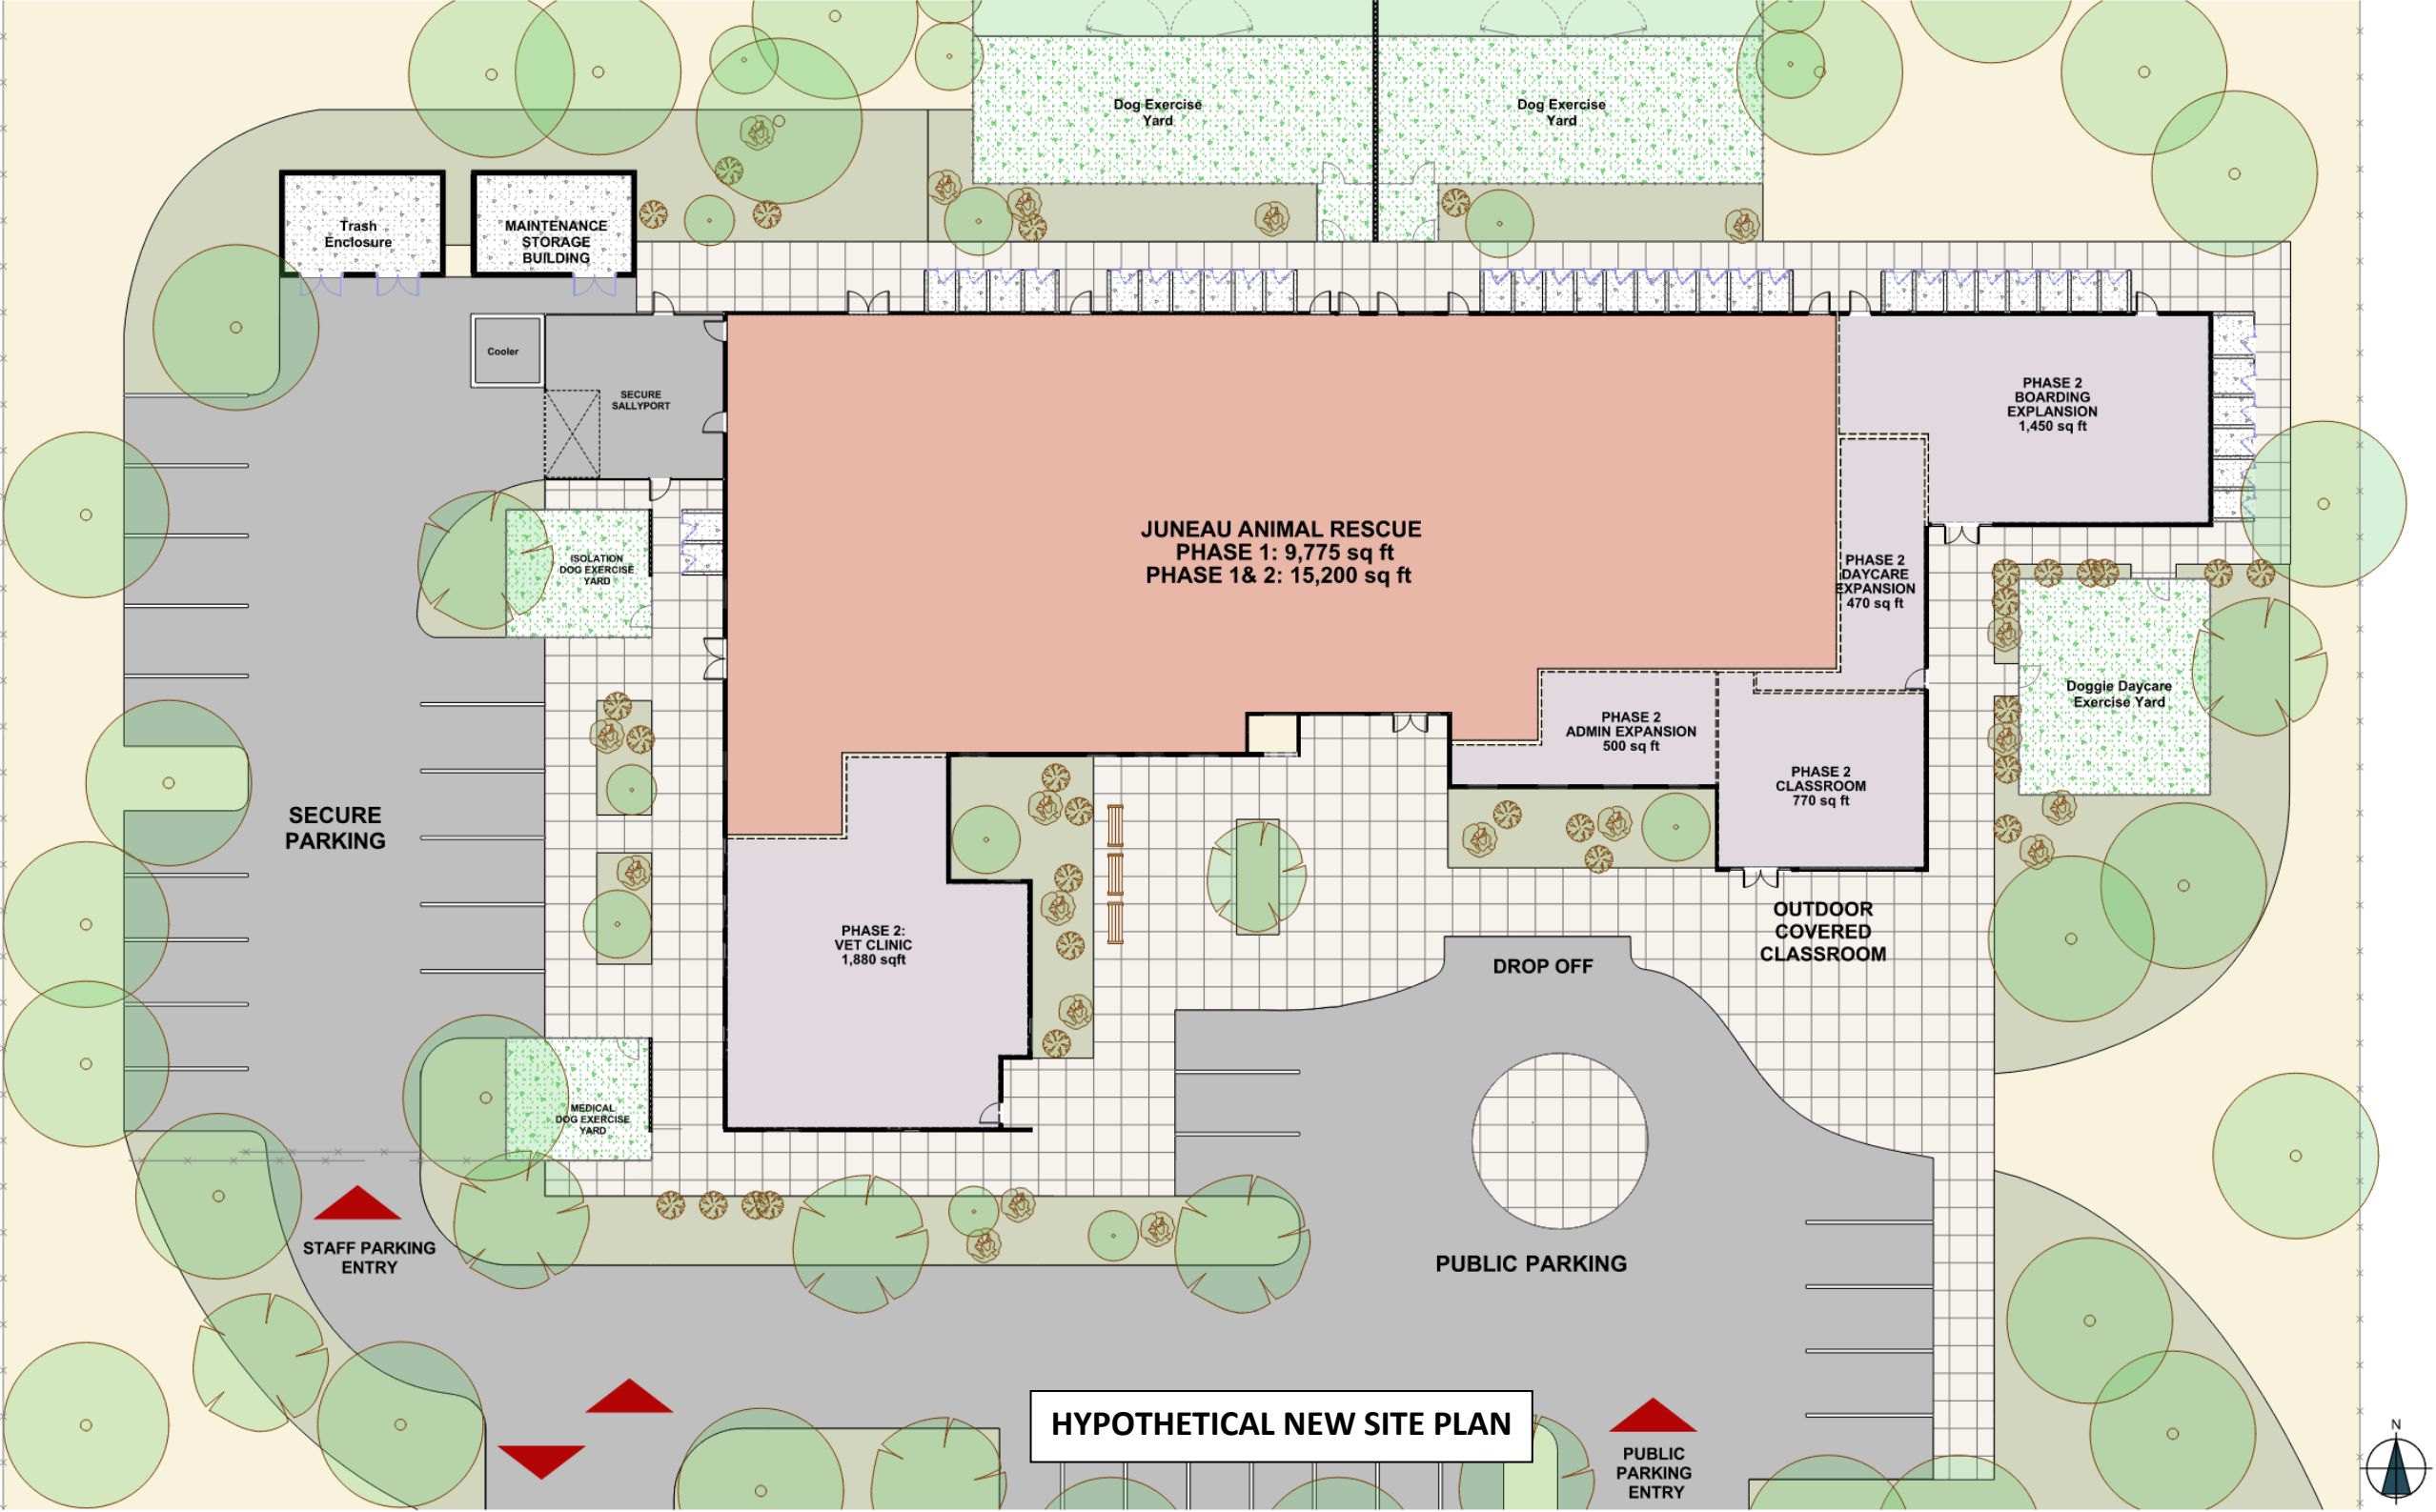 Dog Exercise
Yard
Dog Exercise
Yard
Trash
Enclosure
MAINTENANCE
STORAGE
BUILDING
Cooler
SECURE
SALLYPORT
PHASE 2
BOARDING
EXPLANSION
1,450 sq ft
JUNEAU ANIMAL RESCUE
PHASE 1: 9,775 sq ft
PHASE 1& 2: 15,200 sq ft
ISOLATION
DOG EXERCISE
YARD
PHASE 2
DAYCARE
EXPANSION
470 sq ft
Doggie Daycare
Exercise Yard
PHASE 2
ADMIN EXPANSION
500 sq ft
PHASE 2
CLASSROOM
770 sq ft
SECURE
PARKING
PHASE 2:
VET CLINIC
1,880 sqft
OUTDOOR
COVERED
CLASSROOM
DROP OFF
MEDICAL
DOG EXERCISE
YARD
STAFF PARKING
ENTRY
PUBLIC PARKING
HYPOTHETICAL NEW SITE PLAN
PUBLIC
PARKING
ENTRY
N